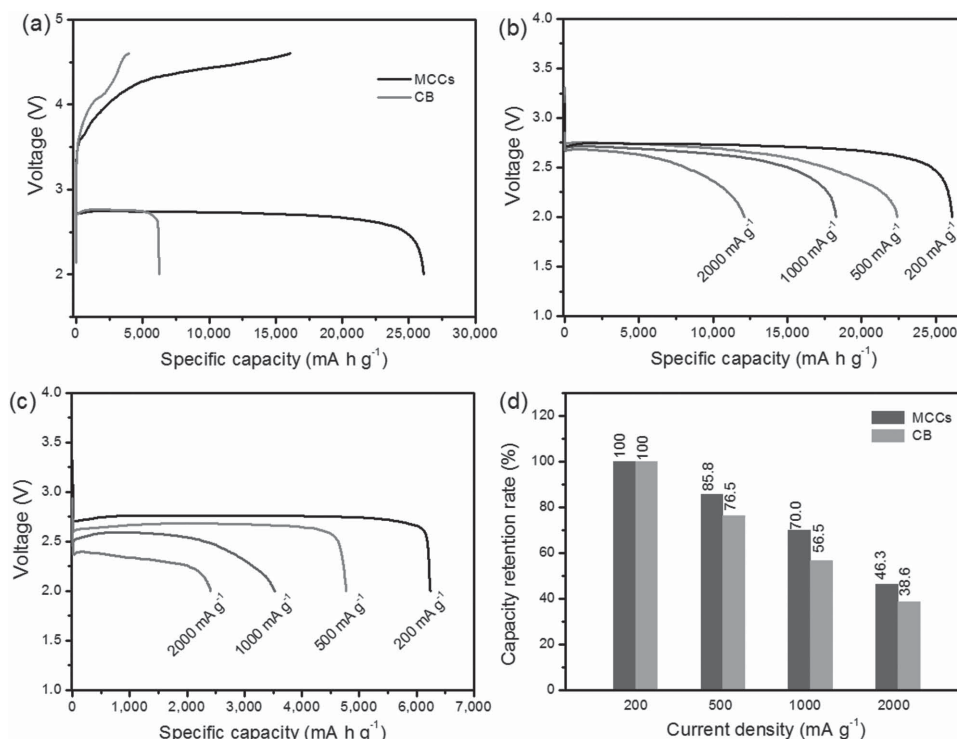 (a)
5
4
3
2
Voltage (V)
MCCs
CB
0 5,000 10,000 15,000 20,000 25,000 30,000
Specific capacity (mA h g⁻¹)
(b)
4.0
3.5
3.0
2.5
2.0
1.5
1.0
Voltage (V)
2000 mA g⁻¹
1000 mA g⁻¹
500 mA g⁻¹
200 mA g⁻¹
0 5,000 10,000 15,000 20,000 25,000
Specific capacity (mA h g⁻¹)
(c)
4.0
3.5
3.0
2.5
2.0
1.5
1.0
Voltage (V)
2000 mA g⁻¹
1000 mA g⁻¹
500 mA g⁻¹
200 mA g⁻¹
0 1,000 2,000 3,000 4,000 5,000 6,000 7,000
Specific capacity (mA h g⁻¹)
(d)
120
100
80
60
40
20
0
Capacity retention rate (%)
MCCs
CB
100 100
85.8 76.5
70.0 56.5
46.3 38.6
200 500 1000 2000
Current density (mA g⁻¹)